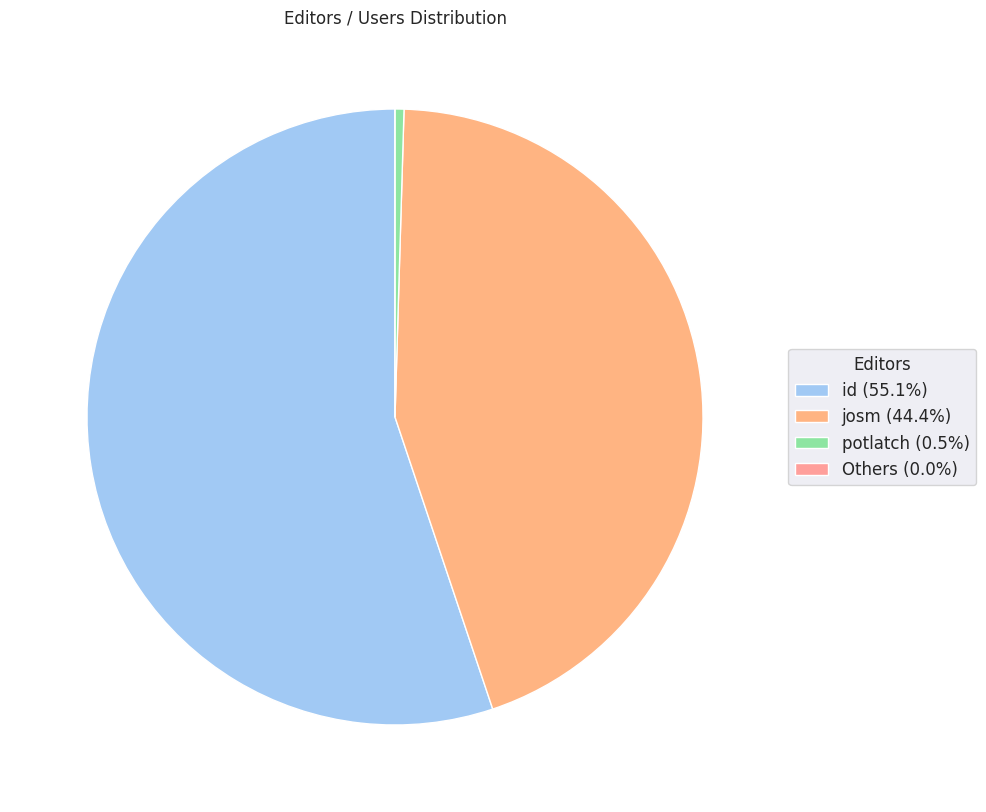 Editors / Users Distribution
Editors
id (55.1%)
josm (44.4%)
potlatch (0.5%)
Others (0.0%)